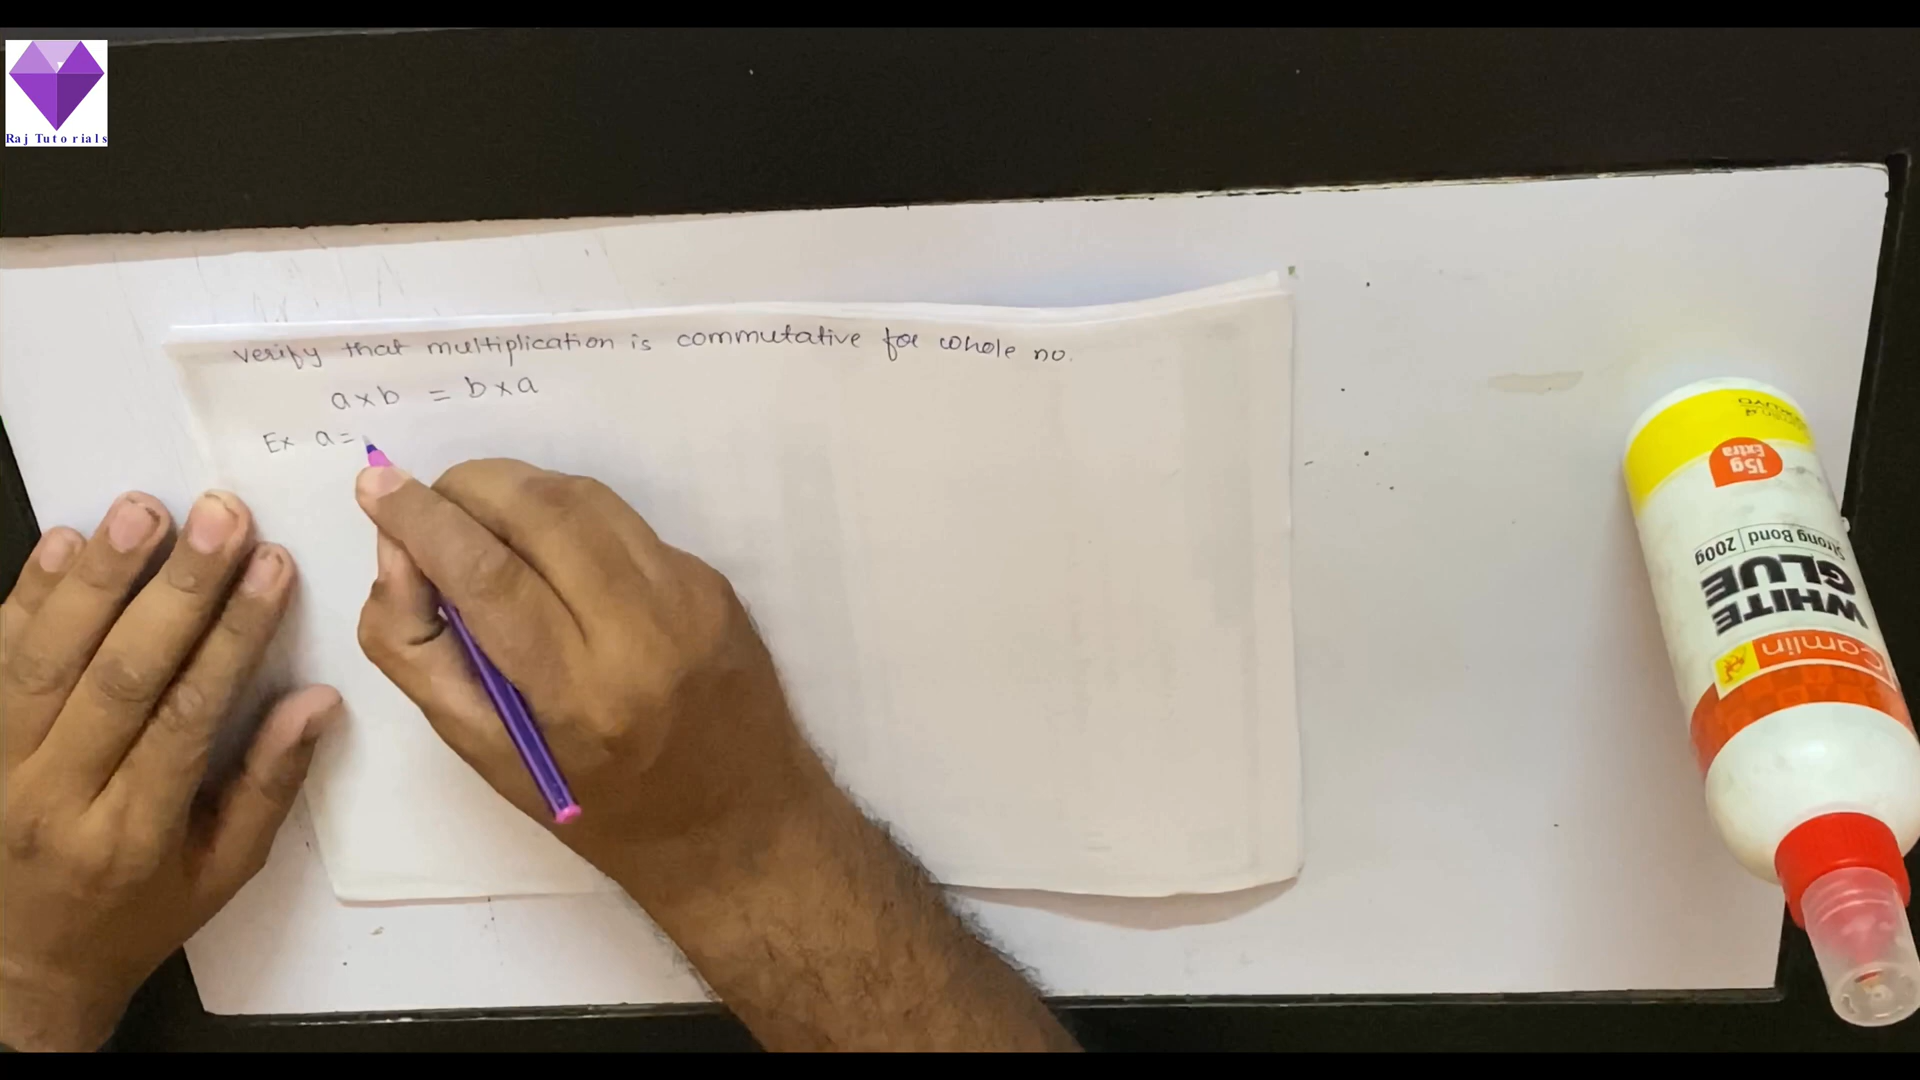 Raj Tutorials
Verify that multiplication is commutative for whole no.
a x b = b x a
Ex a =
15g
Extra
Strong Bond 200g
WHITE
GLUE
Camlin